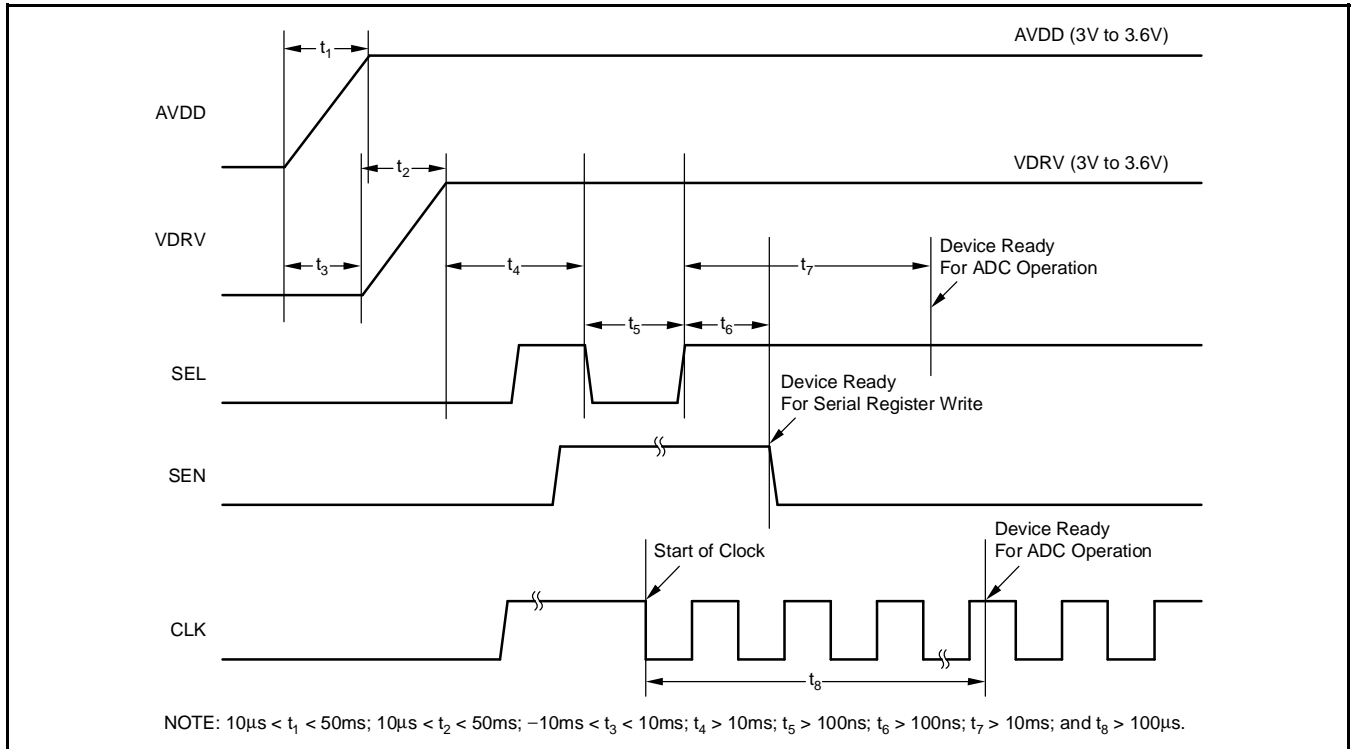 AVDD (3V to 3.6V)
t1
AVDD
t2
VDRV (3V to 3.6V)
VDRV
Device Ready
For ADC Operation
t3
t4
t7
t5
t6
SEL
Device Ready
For Serial Register Write
SEN
Start of Clock
Device Ready
For ADC Operation
CLK
t8
NOTE: 10μs < t1 < 50ms; 10μs < t2 < 50ms; −10ms < t3 < 10ms; t4 > 10ms; t5 > 100ns; t6 > 100ns; t7 > 10ms; and t8 > 100μs.